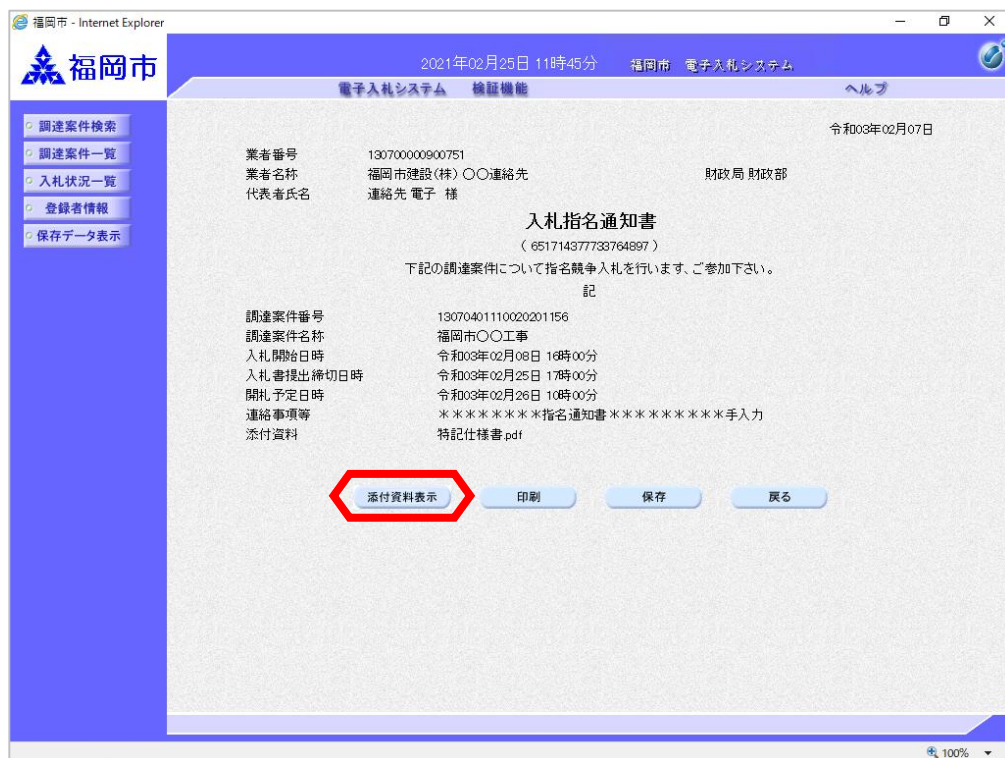 福岡市 - Internet Explorer
福岡市
2021年02月25日 11時45分 福岡市 電子入札システム
電子入札システム 検証機能 ヘルプ
調達案件検索
調達案件一覧
入札状況一覧
登録者情報
保存データ表示
令和03年02月07日
業者番号 130700000900751
業者名称 福岡市建設(株) 〇〇連絡先 財政局 財政部
代表者氏名 連絡先 電子 様
入札指名通知書
( 651714377733764897 )
下記の調達案件について指名競争入札を行います、ご参加下さい。
記
調達案件番号 13070401110020201156
調達案件名称 福岡市〇〇工事
入札開始日時 令和03年02月08日 16時00分
入札書提出締切日時 令和03年02月25日 17時00分
開札予定日時 令和03年02月26日 10時00分
連絡事項等 ＊＊＊＊＊＊＊＊指名通知書＊＊＊＊＊＊＊＊＊手入力
添付資料 特記仕様書.pdf
添付資料表示 印刷 保存 戻る
100%